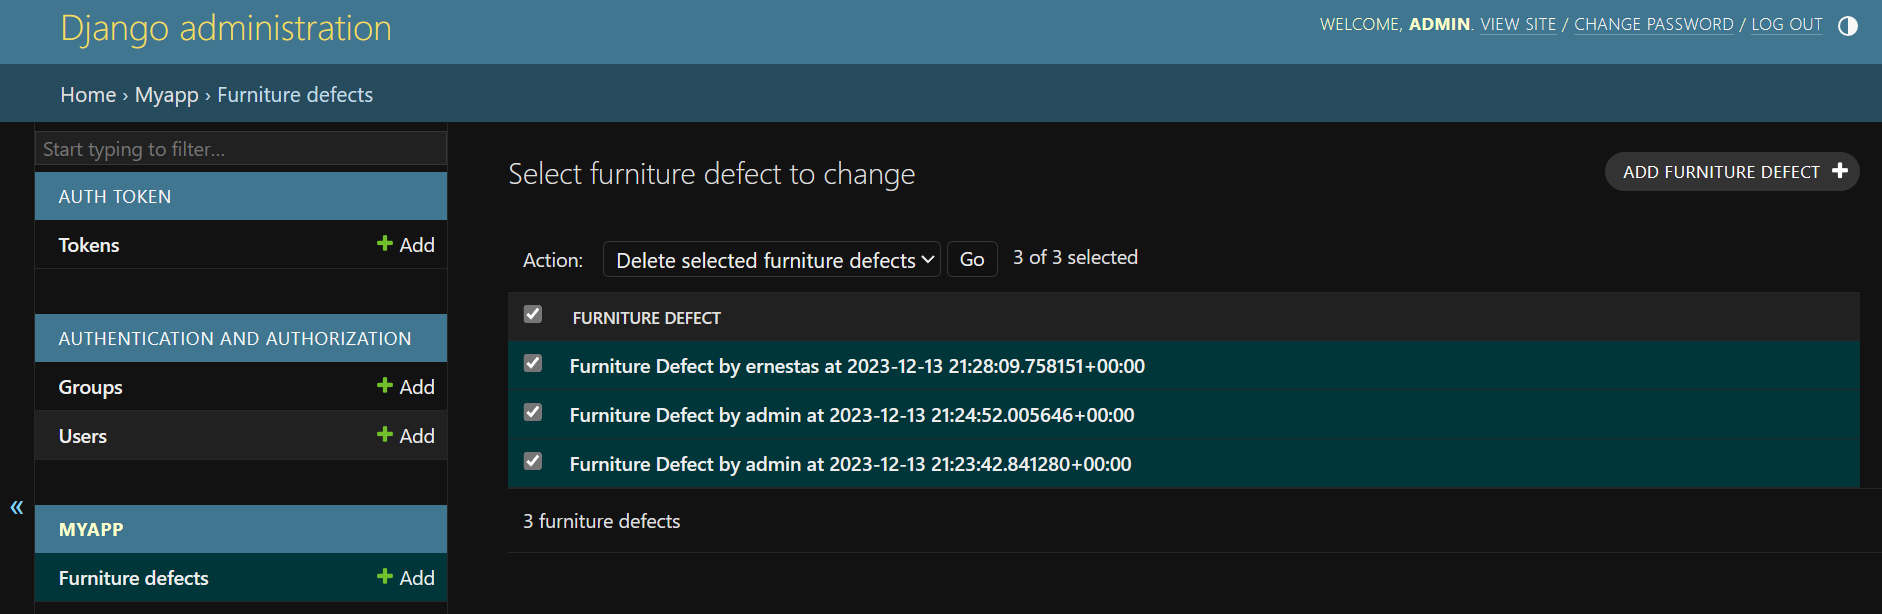 Django administration
WELCOME, ADMIN. VIEW SITE / CHANGE PASSWORD / LOG OUT
Home › Myapp › Furniture defects
Start typing to filter...
AUTH TOKEN
Tokens + Add
AUTHENTICATION AND AUTHORIZATION
Groups + Add
Users + Add
«
MYAPP
Furniture defects + Add
Select furniture defect to change
ADD FURNITURE DEFECT +
Action: Delete selected furniture defects Go 3 of 3 selected
FURNITURE DEFECT
Furniture Defect by ernestas at 2023-12-13 21:28:09.758151+00:00
Furniture Defect by admin at 2023-12-13 21:24:52.005646+00:00
Furniture Defect by admin at 2023-12-13 21:23:42.841280+00:00
3 furniture defects